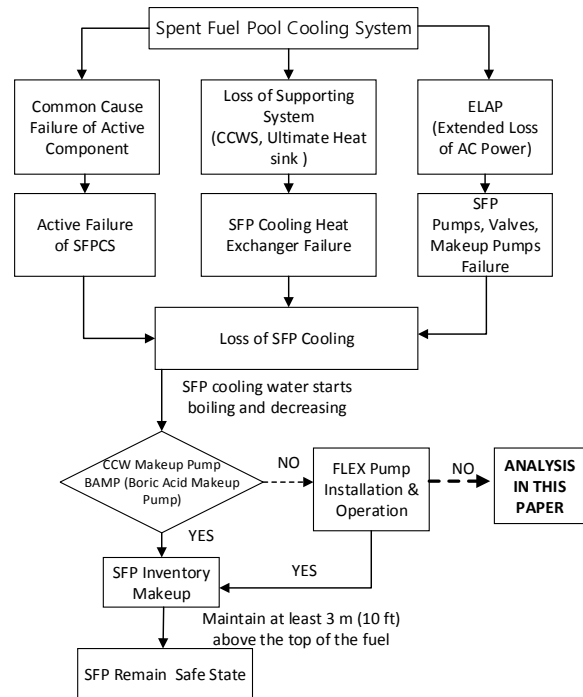 Spent Fuel Pool Cooling System
Common Cause
Failure of Active
Component
Loss of Supporting
System
(CCWS, Ultimate Heat
sink )
ELAP
(Extended Loss
of AC Power)
Active Failure
of SFPCS
SFP Cooling Heat
Exchanger Failure
SFP
Pumps, Valves,
Makeup Pumps
Failure
Loss of SFP Cooling
SFP cooling water starts
boiling and decreasing
CCW Makeup Pump
BAMP (Boric Acid Makeup
Pump)
NO
FLEX Pump
Installation &
Operation
NO
ANALYSIS
IN THIS
PAPER
YES
YES
SFP Inventory
Makeup
Maintain at least 3 m (10 ft)
above the top of the fuel
SFP Remain Safe State